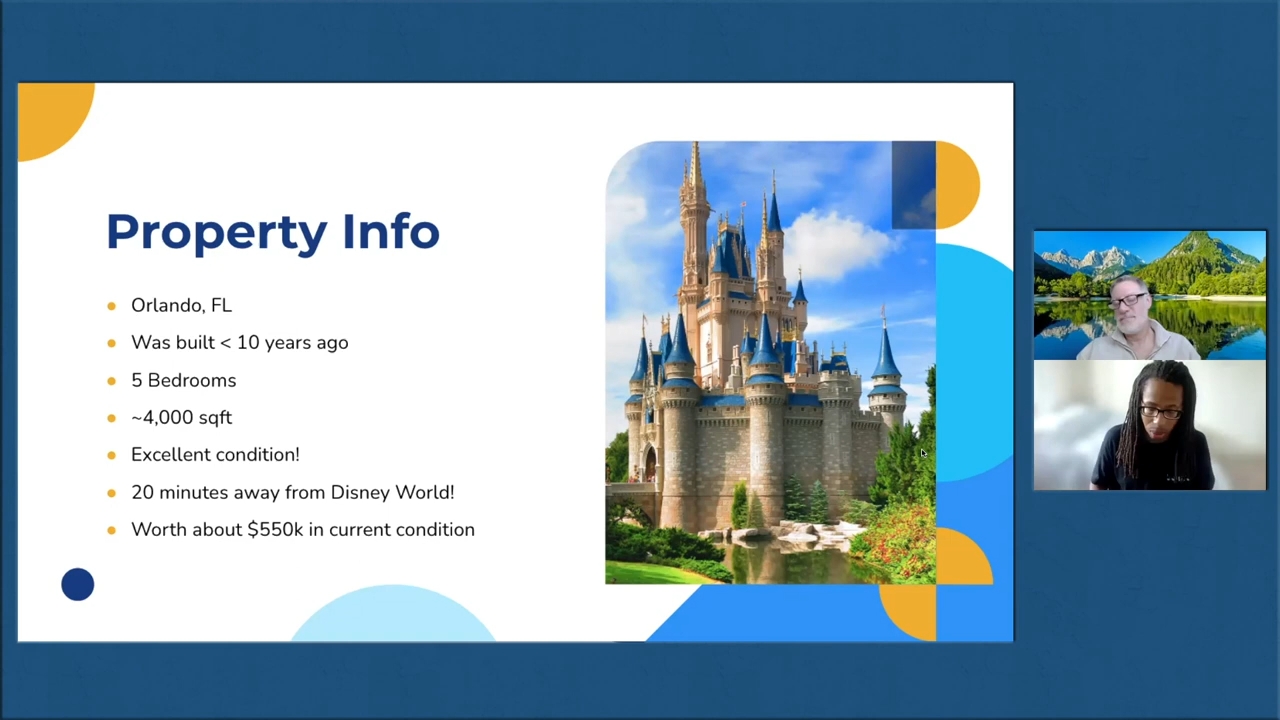 Property Info
Orlando, FL
Was built < 10 years ago
5 Bedrooms
~4,000 sqft
Excellent condition!
20 minutes away from Disney World!
Worth about $550k in current condition